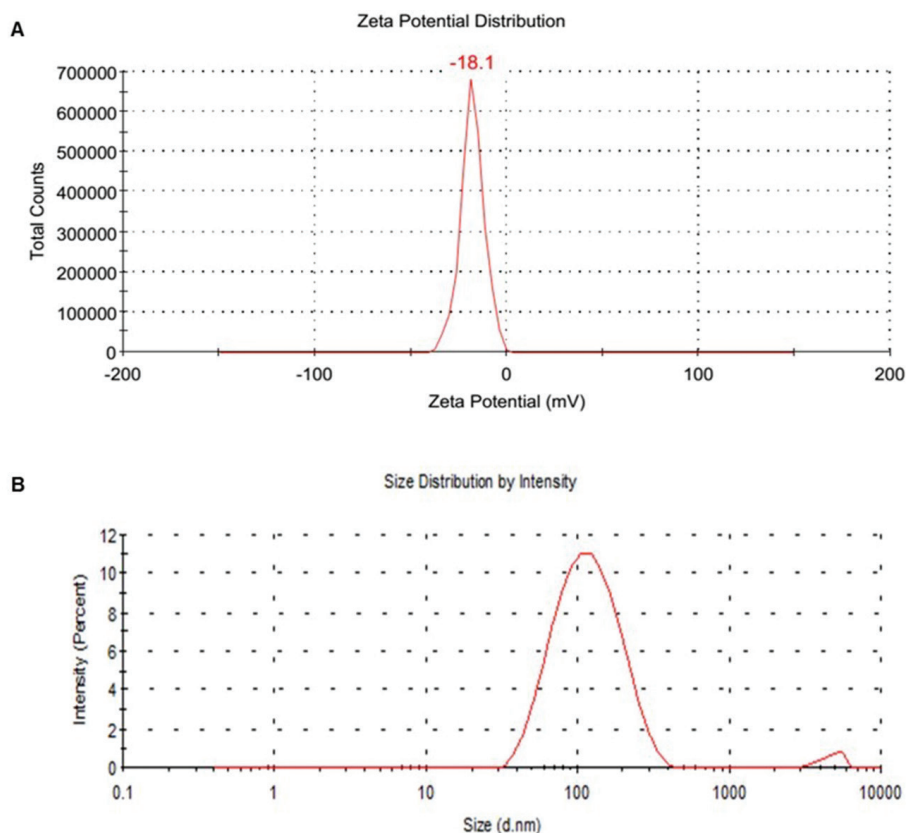 A
Zeta Potential Distribution
-18.1
700000
600000
500000
400000
300000
200000
100000
0
Total Counts
-200 -100 0 100 200
Zeta Potential (mV)
B
Size Distribution by Intensity
12
10
8
6
4
2
0
Intensity (Percent)
0.1 1 10 100 1000 10000
Size (d.nm)